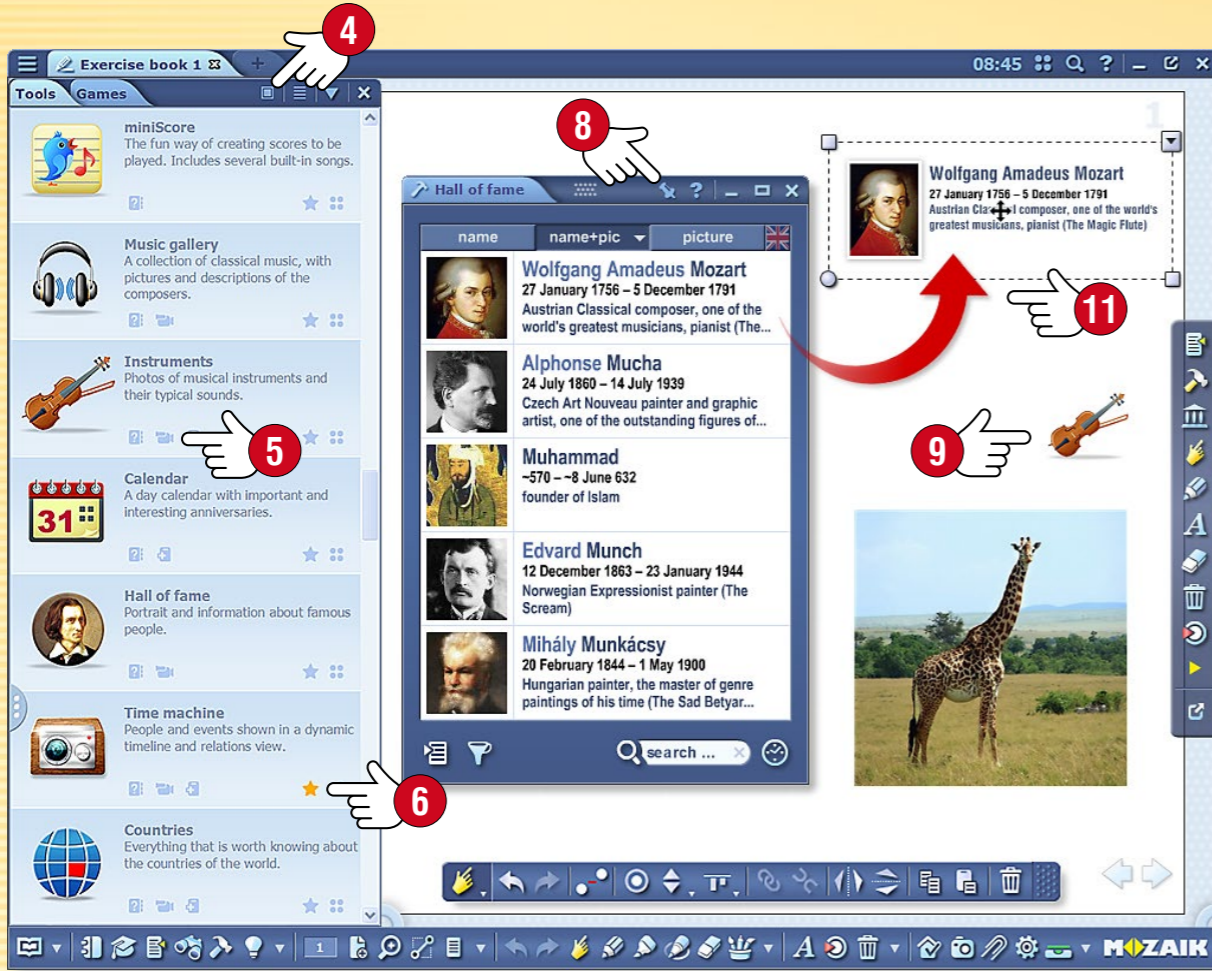 4
Exercise book 1
+
08:45
?
Tools Games
miniScore
The fun way of creating scores to be
played. Includes several built-in songs.
Music gallery
A collection of classical music, with
pictures and descriptions of the
composers.
Instruments
Photos of musical instruments and
their typical sounds.
5
Calendar
A day calendar with important and
interesting anniversaries.
31
Hall of fame
Portrait and information about famous
people.
Time machine
People and events shown in a dynamic
timeline and relations view.
6
Countries
Everything that is worth knowing about
the countries of the world.
8
Hall of fame
?
name name+pic picture
Wolfgang Amadeus Mozart
27 January 1756 – 5 December 1791
Austrian Classical composer, one of the
world's greatest musicians, pianist (The...
Alphonse Mucha
24 July 1860 – 14 July 1939
Czech Art Nouveau painter and graphic
artist, one of the outstanding figures of...
Muhammad
~570 – ~8 June 632
founder of Islam
Edvard Munch
12 December 1863 – 23 January 1944
Norwegian Expressionist painter (The
Scream)
Mihály Munkácsy
20 February 1844 – 1 May 1900
Hungarian painter, the master of genre
paintings of his time (The Sad Betyar...
search ...
1
Wolfgang Amadeus Mozart
27 January 1756 – 5 December 1791
Austrian composer, one of the world's
greatest musicians, pianist (The Magic Flute)
11
9
A
1
A
MOZAIK